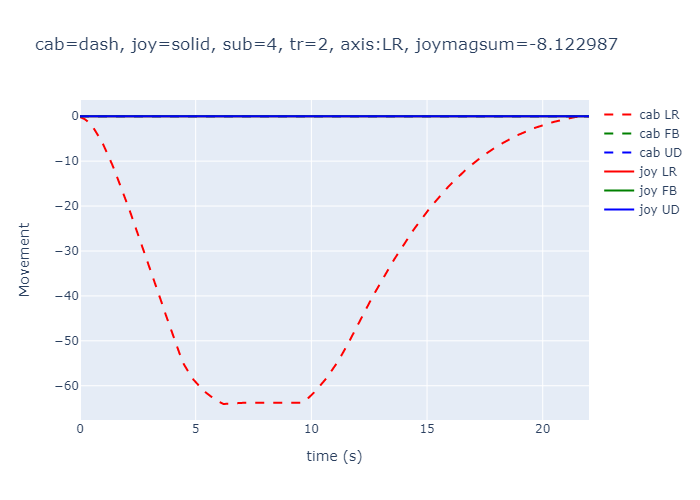 cab=dash, joy=solid, sub=4, tr=2, axis:LR, joymagsum=-8.122987
cab LR
cab FB
cab UD
joy LR
joy FB
joy UD
Movement
0
−10
−20
−30
−40
−50
−60
0 5 10 15 20
time (s)